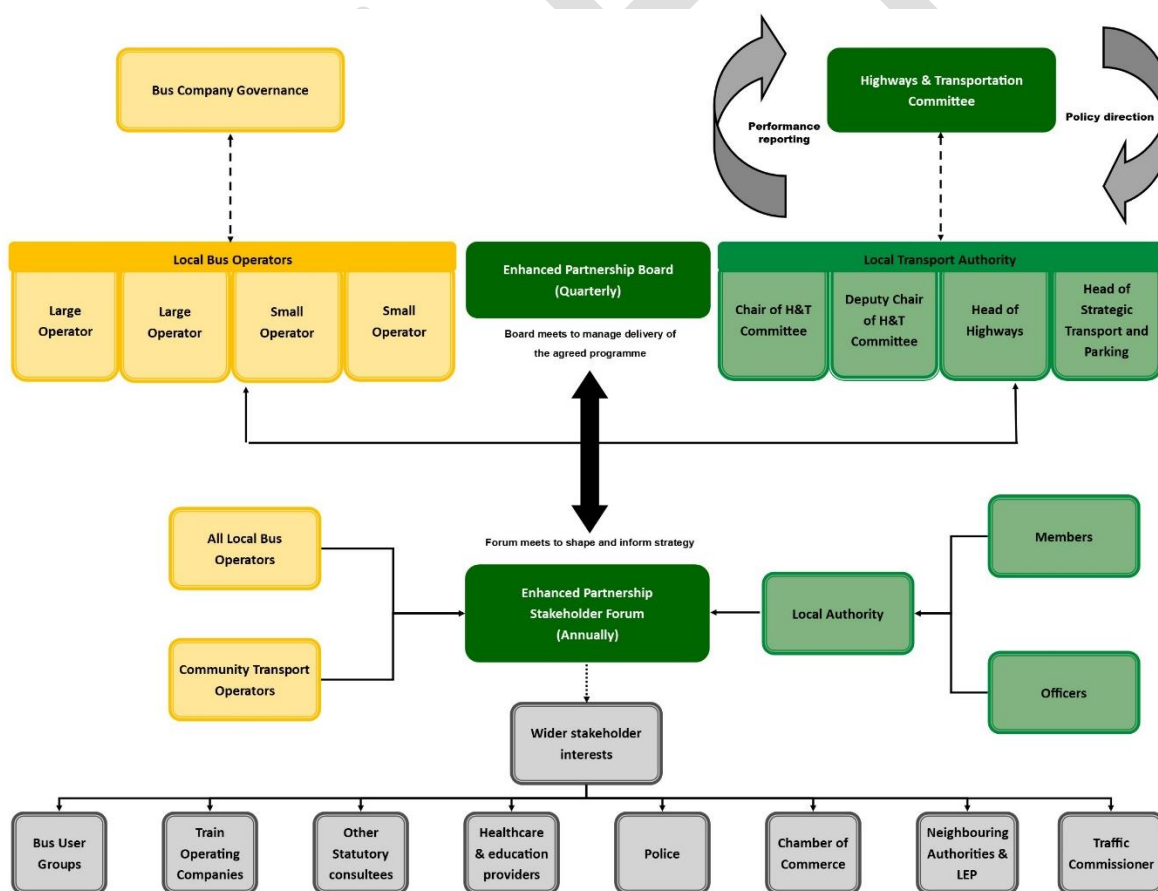 Bus Company Governance
Highways & Transportation
Committee
Performance
reporting
Policy direction
Local Bus Operators
Large
Operator
Large
Operator
Small
Operator
Small
Operator
Enhanced Partnership Board
(Quarterly)
Board meets to manage delivery of
the agreed programme
Local Transport Authority
Chair of H&T
Committee
Deputy Chair
of H&T
Committee
Head of
Highways
Head of
Strategic
Transport and
Parking
All Local Bus
Operators
Community Transport
Operators
Forum meets to shape and inform strategy
Enhanced Partnership
Stakeholder Forum
(Annually)
Local Authority
Members
Officers
Wider stakeholder
interests
Bus User
Groups
Train
Operating
Companies
Other
Statutory
consultees
Healthcare
& education
providers
Police
Chamber of
Commerce
Neighbouring
Authorities &
LEP
Traffic
Commissioner